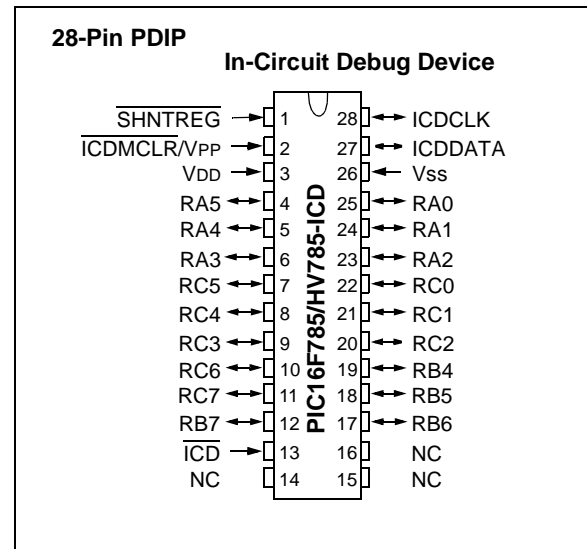 28-Pin PDIP
In-Circuit Debug Device
SHNTREG 1 28 ICDCLK
ICDMCLR/VPP 2 27 ICDDATA
VDD 3 26 Vss
RA5 4 25 RA0
RA4 5 24 RA1
RA3 6 23 RA2
RC5 7 22 RC0
RC4 8 21 RC1
RC3 9 20 RC2
RC6 10 19 RB4
RC7 11 18 RB5
RB7 12 17 RB6
ICD 13 16 NC
NC 14 15 NC
PIC16F785/HV785-ICD